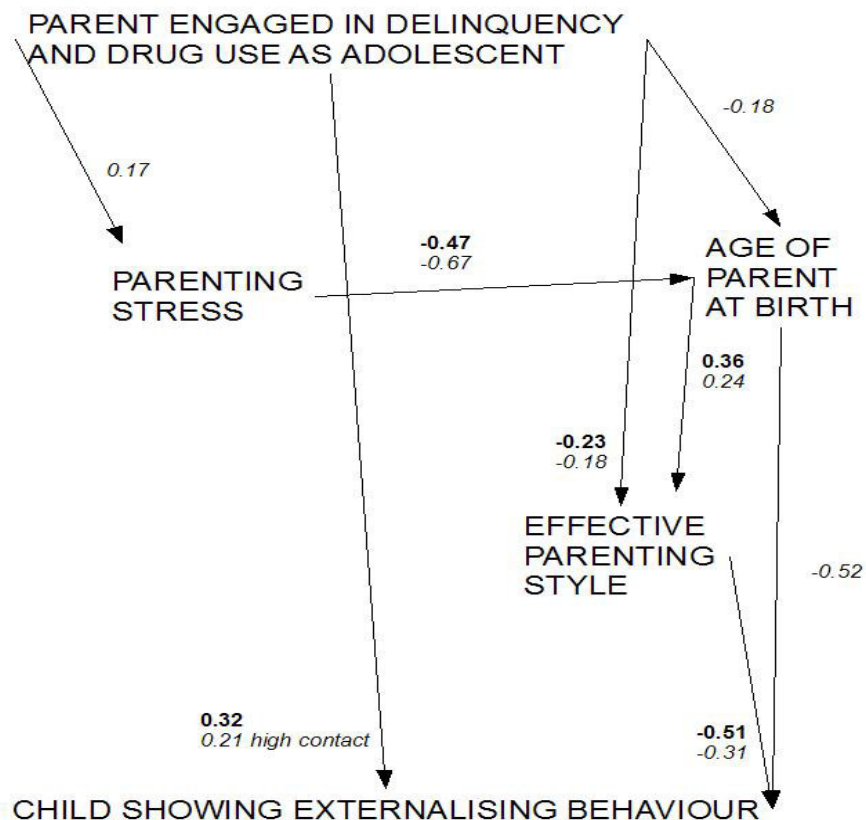 PARENT ENGAGED IN DELINQUENCY
AND DRUG USE AS ADOLESCENT
-0.18
0.17
-0.47
-0.67
AGE OF
PARENT
AT BIRTH
PARENTING
STRESS
0.36
0.24
-0.23
-0.18
EFFECTIVE
PARENTING
STYLE
-0.52
0.32
0.21 high contact
-0.51
-0.31
CHILD SHOWING EXTERNALISING BEHAVIOUR